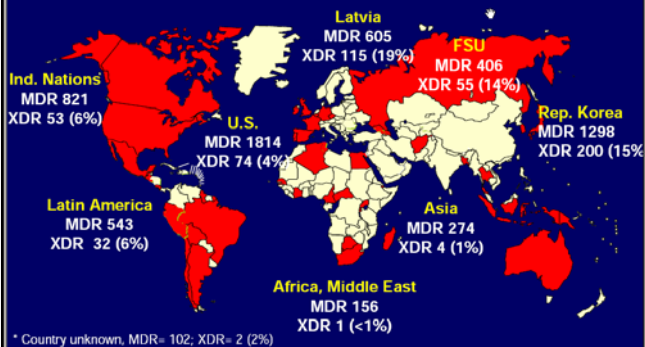 Latvia
MDR 605
XDR 115 (19%)
FSU
MDR 406
XDR 55 (14%)
Ind. Nations
MDR 821
XDR 53 (6%)
U.S.
MDR 1814
XDR 74 (4%)
Rep. Korea
MDR 1298
XDR 200 (15%
Latin America
MDR 543
XDR 32 (6%)
Asia
MDR 274
XDR 4 (1%)
Africa, Middle East
MDR 156
XDR 1 (<1%)
* Country unknown, MDR= 102; XDR= 2 (2%)